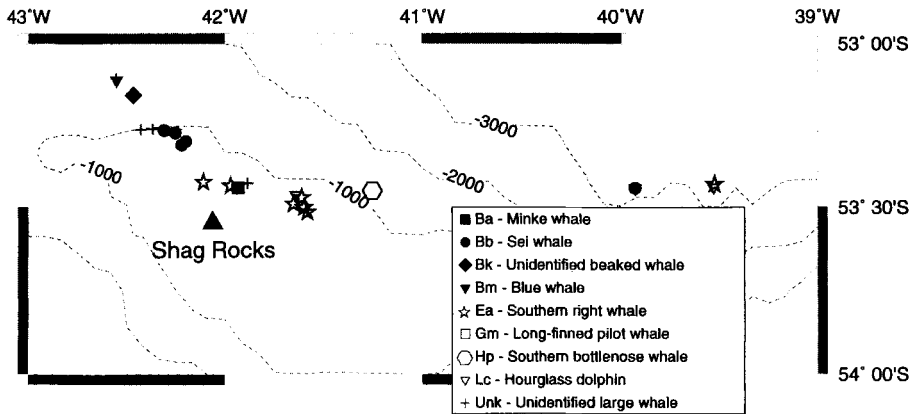 43˚W 42˚W 41˚W 40˚W 39˚W
53˚ 00'S
-3000
-1000
-1000
-2000
53˚ 30'S
Shag Rocks
Ba - Minke whale
Bb - Sei whale
Bk - Unidentified beaked whale
Bm - Blue whale
Ea - Southern right whale
Gm - Long-finned pilot whale
Hp - Southern bottlenose whale
Lc - Hourglass dolphin
Unk - Unidentified large whale
54˚ 00'S